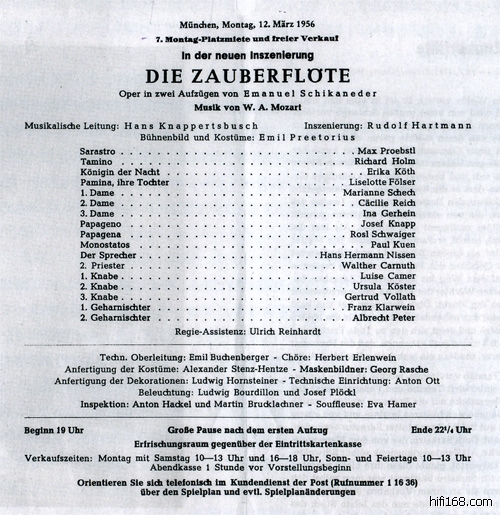 München, Montag, 12. März 1956
7. Montag-Platzmiete und freier Verkauf
In der neuen Inszenierung
DIE ZAUBERFLÖTE
Oper in zwei Aufzügen von Emanuel Schikaneder
Musik von W. A. Mozart
Musikalische Leitung: Hans Knappertsbusch Inszenierung: Rudolf Hartmann
Bühnenbild und Kostüme: Emil Preetorius
Sarastro . . . . . . . . . . Max Proebstl
Tamino . . . . . . . . . . Richard Holm
Königin der Nacht . . . . . . . . . . Erika Köth
Pamina, ihre Tochter . . . . . . . . . . Liselotte Fölser
1. Dame . . . . . . . . . . Marianne Schech
2. Dame . . . . . . . . . . Cäcilie Reich
3. Dame . . . . . . . . . . Ina Gerhein
Papageno . . . . . . . . . . Josef Knapp
Papagena . . . . . . . . . . Rosl Schwaiger
Monostatos . . . . . . . . . . Paul Kuen
Der Sprecher . . . . . . . . . . Hans Hermann Nissen
2. Priester . . . . . . . . . . Walther Carnuth
1. Knabe . . . . . . . . . . Luise Camer
2. Knabe . . . . . . . . . . Ursula Köster
3. Knabe . . . . . . . . . . Gertrud Vollath
1. Geharnischter . . . . . . . . . . Franz Klarwein
2. Geharnischter . . . . . . . . . . Albrecht Peter
Regie-Assistenz: Ulrich Reinhardt
Techn. Oberleitung: Emil Buchenberger - Chöre: Herbert Erlenwein
Anfertigung der Kostüme: Alexander Stenz-Hentze - Maskenbildner: Georg Rasche
Anfertigung der Dekorationen: Ludwig Hornsteiner - Technische Einrichtung: Anton Ott
Beleuchtung: Ludwig Bourdillon und Josef Plöckl
Inspektion: Anton Hackel und Martin Brucklachner - Souffleuse: Eva Hamer
Beginn 19 Uhr Große Pause nach dem ersten Aufzug Ende 22¼ Uhr
Erfrischungsraum gegenüber der Eintrittskartenkasse
Verkaufszeiten: Montag mit Samstag 10—13 Uhr und 16—18 Uhr, Sonn- und Feiertage 10—13 Uhr
Abendkasse 1 Stunde vor Vorstellungsbeginn
Orientieren Sie sich telefonisch im Kundendienst der Post (Rufnummer 1 16 36)
über den Spielplan und evtl. Spielplanänderungen
hifi168.com